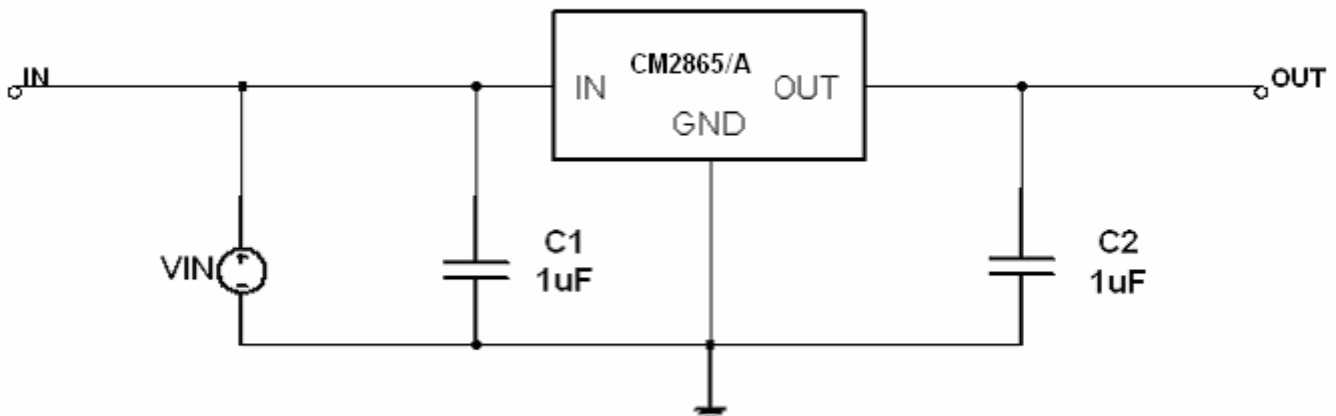 IN
CM2865/A
IN OUT
GND
OUT
VIN
C1
1uF
C2
1uF